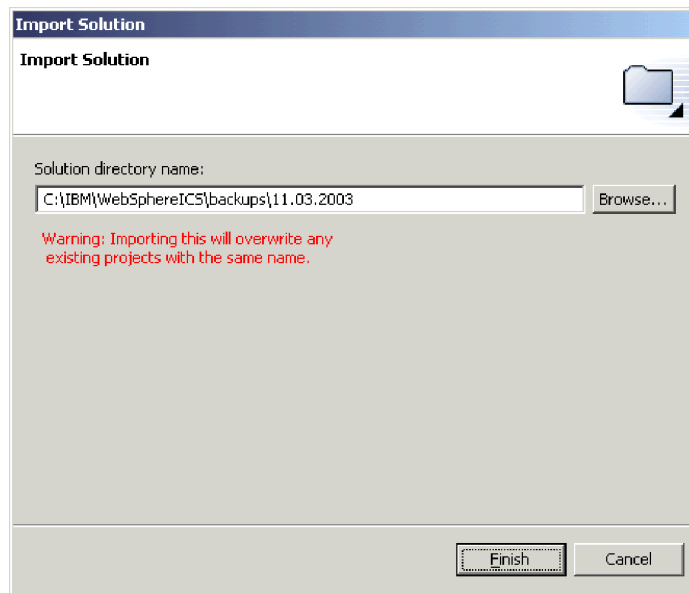 Import Solution
Import Solution
Solution directory name:
C:\IBM\WebSphereICS\backups\11.03.2003
Browse...
Warning: Importing this will overwrite any
existing projects with the same name.
Finish
Cancel